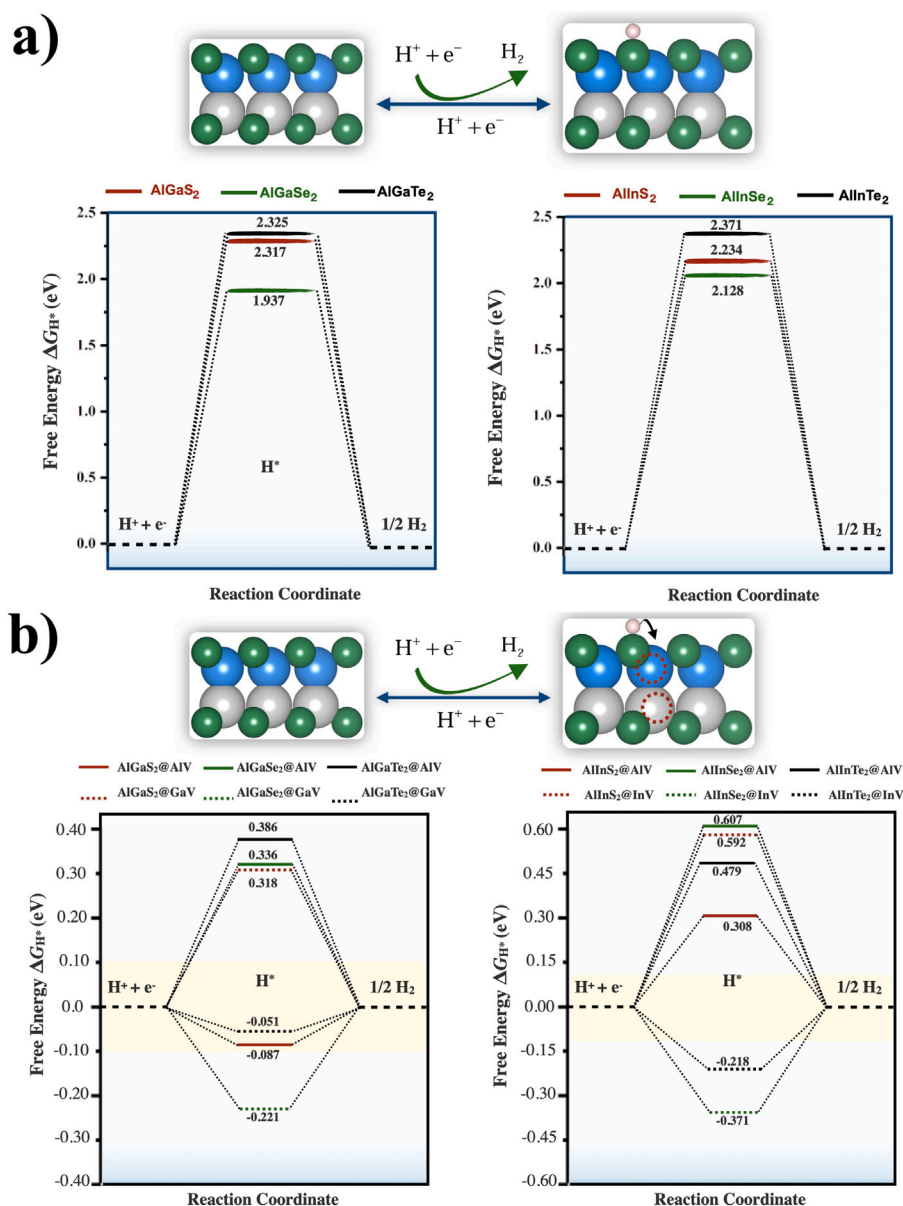 a)
H⁺ + e⁻
H₂
H⁺ + e⁻
AlGaS₂ AlGaSe₂ AlGaTe₂
2.5
2.0
1.5
2.5
1.0
0.5
0.0
Free Energy ΔG_H* (eV)
2.325
2.317
1.937
H*
H⁺ + e⁻
1/2 H₂
Reaction Coordinate
AlInS₂ AlInSe₂ AlInTe₂
2.5
2.0
2.5
1.0
0.5
0.0
Free Energy ΔG_H* (eV)
2.371
2.234
2.128
H⁺ + e⁻
1/2 H₂
Reaction Coordinate
b)
H⁺ + e⁻
H₂
H⁺ + e⁻
AlGaS₂@AlV AlGaSe₂@AlV AlGaTe₂@AlV
AlGaS₂@GaV AlGaSe₂@GaV AlGaTe₂@GaV
0.40
0.30
0.20
0.10
0.0
-0.10
-0.20
-0.30
-0.40
Free Energy ΔG_H* (eV)
0.386
0.336
0.318
H*
H⁺ + e⁻
1/2 H₂
-0.051
-0.087
-0.221
Reaction Coordinate
AlInS₂@AlV AlInSe₂@AlV AlInTe₂@AlV
AlInS₂@InV AlInSe₂@InV AlInTe₂@InV
0.60
0.45
0.30
0.15
0.00
-0.15
-0.30
-0.45
-0.60
Free Energy ΔG_H* (eV)
0.607
0.592
0.479
0.308
H*
H⁺ + e⁻
1/2 H₂
-0.218
-0.371
Reaction Coordinate